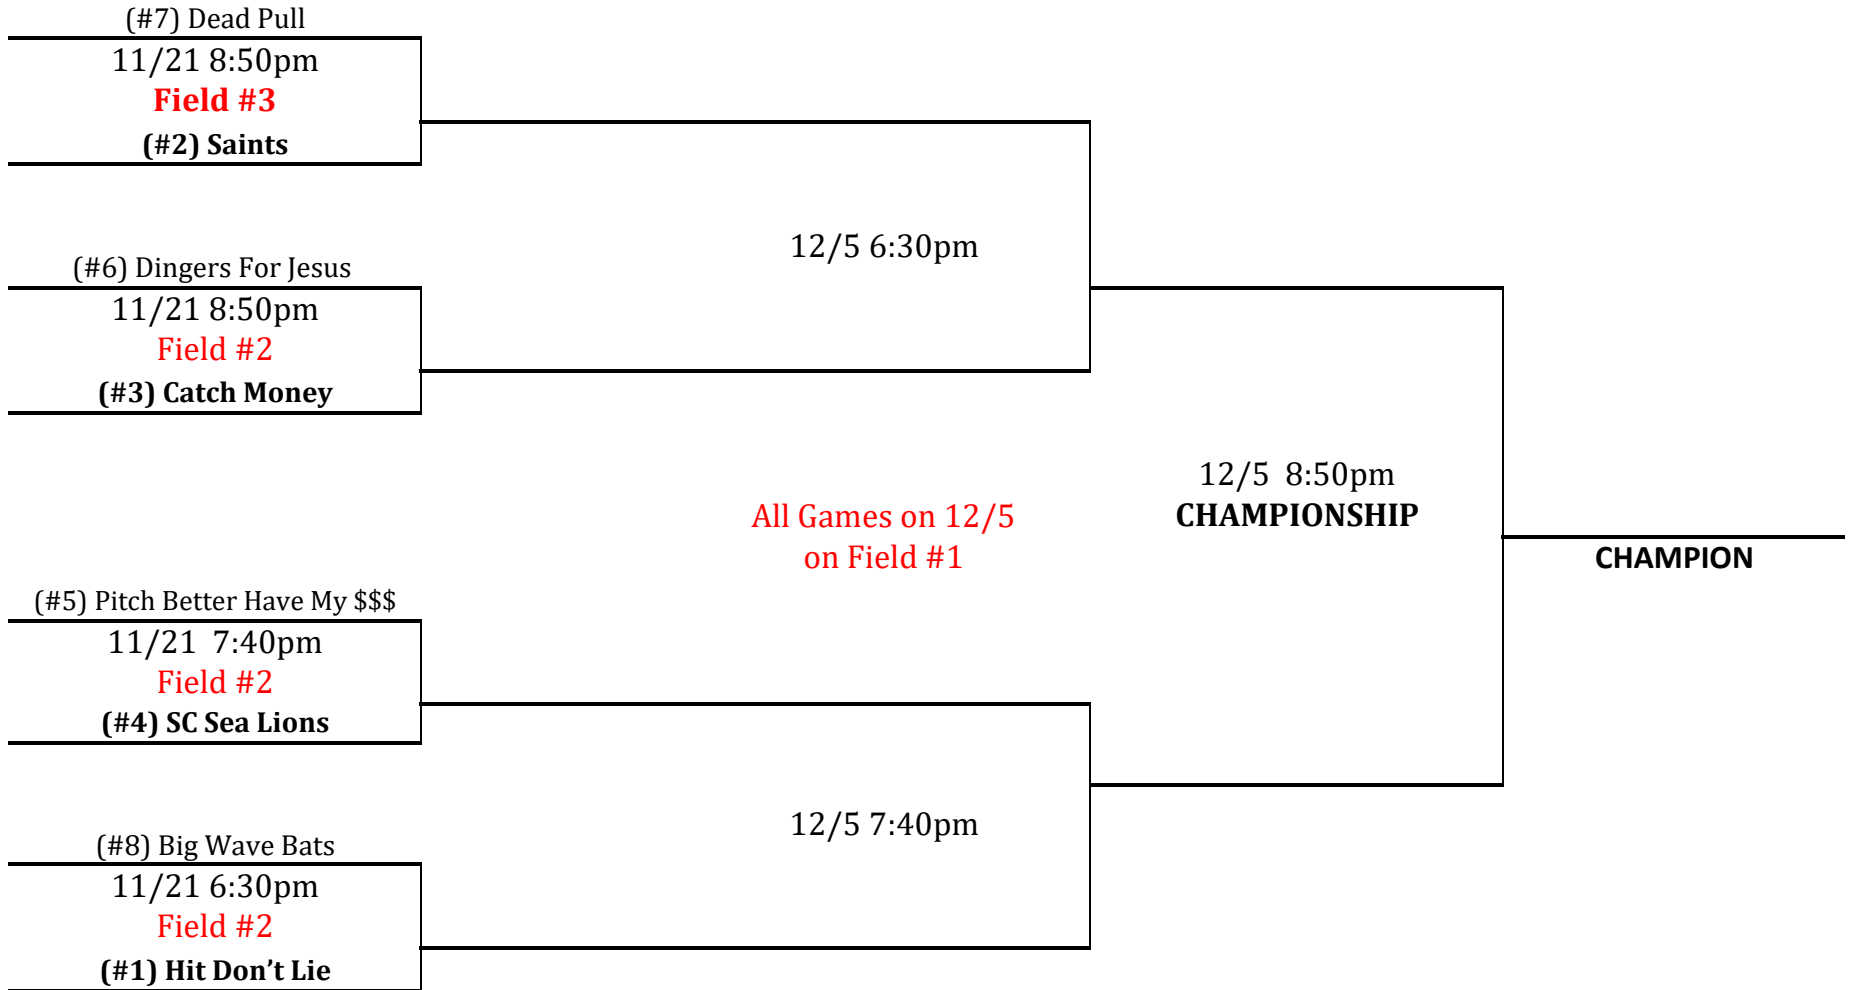 (#7) Dead Pull
11/21 8:50pm
Field #3
(#2) Saints
12/5 6:30pm
(#6) Dingers For Jesus
11/21 8:50pm
Field #2
(#3) Catch Money
12/5 8:50pm
CHAMPIONSHIP
All Games on 12/5
on Field #1
CHAMPION
(#5) Pitch Better Have My $$$
11/21 7:40pm
Field #2
(#4) SC Sea Lions
12/5 7:40pm
(#8) Big Wave Bats
11/21 6:30pm
Field #2
(#1) Hit Don’t Lie